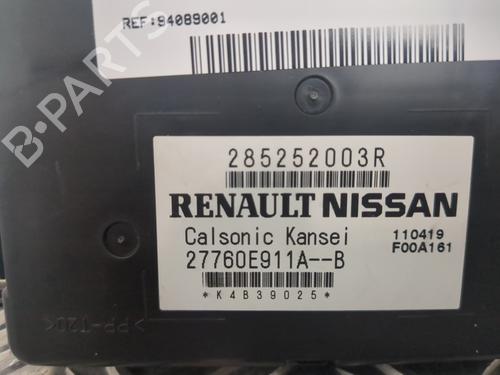 REF:94089001
285252003R
RENAULT NISSAN
Calsonic Kansei
110419
27760E911A--B
F00A161
*K4B39025*
>PP-T20<
B-PARTS